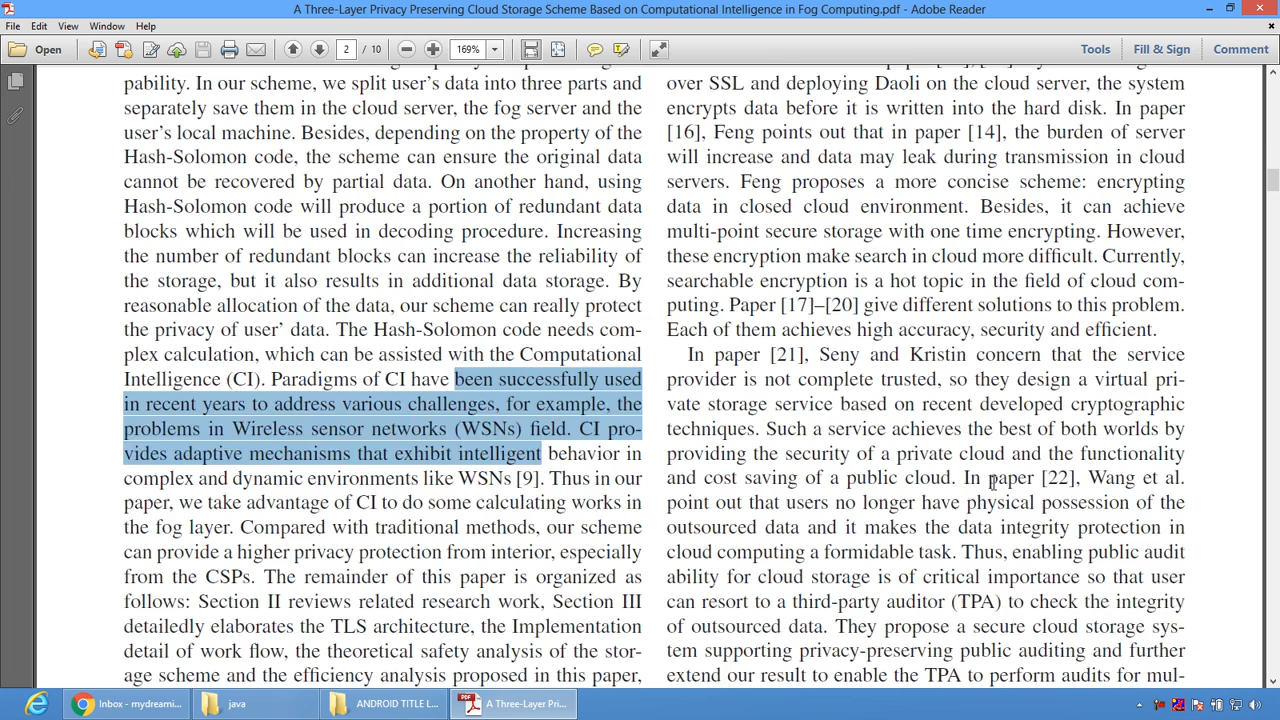 A Three-Layer Privacy Preserving Cloud Storage Scheme Based on Computational Intelligence in Fog Computing.pdf - Adobe Reader
File Edit View Window Help
Open 2 / 10 169% Tools Fill & Sign Comment
pability. In our scheme, we split user's data into three parts and
separately save them in the cloud server, the fog server and the
user's local machine. Besides, depending on the property of the
Hash-Solomon code, the scheme can ensure the original data
cannot be recovered by partial data. On another hand, using
Hash-Solomon code will produce a portion of redundant data
blocks which will be used in decoding procedure. Increasing
the number of redundant blocks can increase the reliability of
the storage, but it also results in additional data storage. By
reasonable allocation of the data, our scheme can really protect
the privacy of user' data. The Hash-Solomon code needs com-
plex calculation, which can be assisted with the Computational
Intelligence (CI). Paradigms of CI have been successfully used
in recent years to address various challenges, for example, the
problems in Wireless sensor networks (WSNs) field. CI pro-
vides adaptive mechanisms that exhibit intelligent behavior in
complex and dynamic environments like WSNs [9]. Thus in our
paper, we take advantage of CI to do some calculating works in
the fog layer. Compared with traditional methods, our scheme
can provide a higher privacy protection from interior, especially
from the CSPs. The remainder of this paper is organized as
follows: Section II reviews related research work, Section III
detailedly elaborates the TLS architecture, the Implementation
detail of work flow, the theoretical safety analysis of the stor-
age scheme and the efficiency analysis proposed in this paper,
over SSL and deploying Daoli on the cloud server, the system
encrypts data before it is written into the hard disk. In paper
[16], Feng points out that in paper [14], the burden of server
will increase and data may leak during transmission in cloud
servers. Feng proposes a more concise scheme: encrypting
data in closed cloud environment. Besides, it can achieve
multi-point secure storage with one time encrypting. However,
these encryption make search in cloud more difficult. Currently,
searchable encryption is a hot topic in the field of cloud com-
puting. Paper [17]–[20] give different solutions to this problem.
Each of them achieves high accuracy, security and efficient.
In paper [21], Seny and Kristin concern that the service
provider is not complete trusted, so they design a virtual pri-
vate storage service based on recent developed cryptographic
techniques. Such a service achieves the best of both worlds by
providing the security of a private cloud and the functionality
and cost saving of a public cloud. In paper [22], Wang et al.
point out that users no longer have physical possession of the
outsourced data and it makes the data integrity protection in
cloud computing a formidable task. Thus, enabling public audit
ability for cloud storage is of critical importance so that user
can resort to a third-party auditor (TPA) to check the integrity
of outsourced data. They propose a secure cloud storage sys-
tem supporting privacy-preserving public auditing and further
extend our result to enable the TPA to perform audits for mul-
Inbox - mydreami... java ANDROID TITLE L... A Three-Layer Pri...